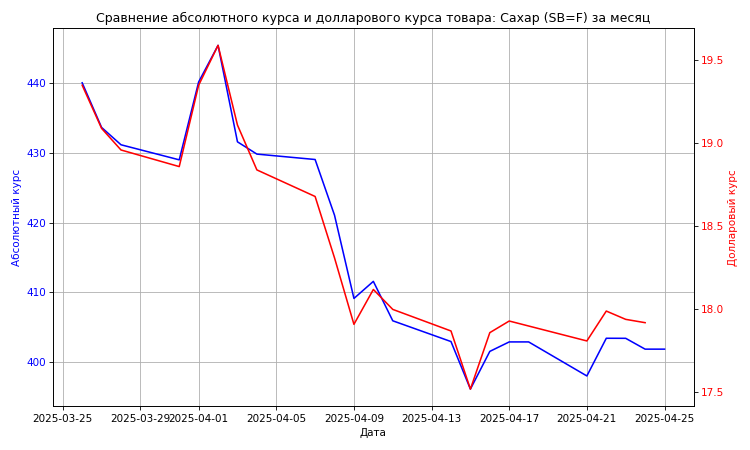 Сравнение абсолютного курса и долларового курса товара: Сахар (SB=F) за месяц
Абсолютный курс
440
430
420
410
400
19.5
19.0
18.5
18.0
17.5
Долларовый курс
2025-03-25 2025-03-29 2025-04-01 2025-04-05 2025-04-09 2025-04-13 2025-04-17 2025-04-21 2025-04-25
Дата